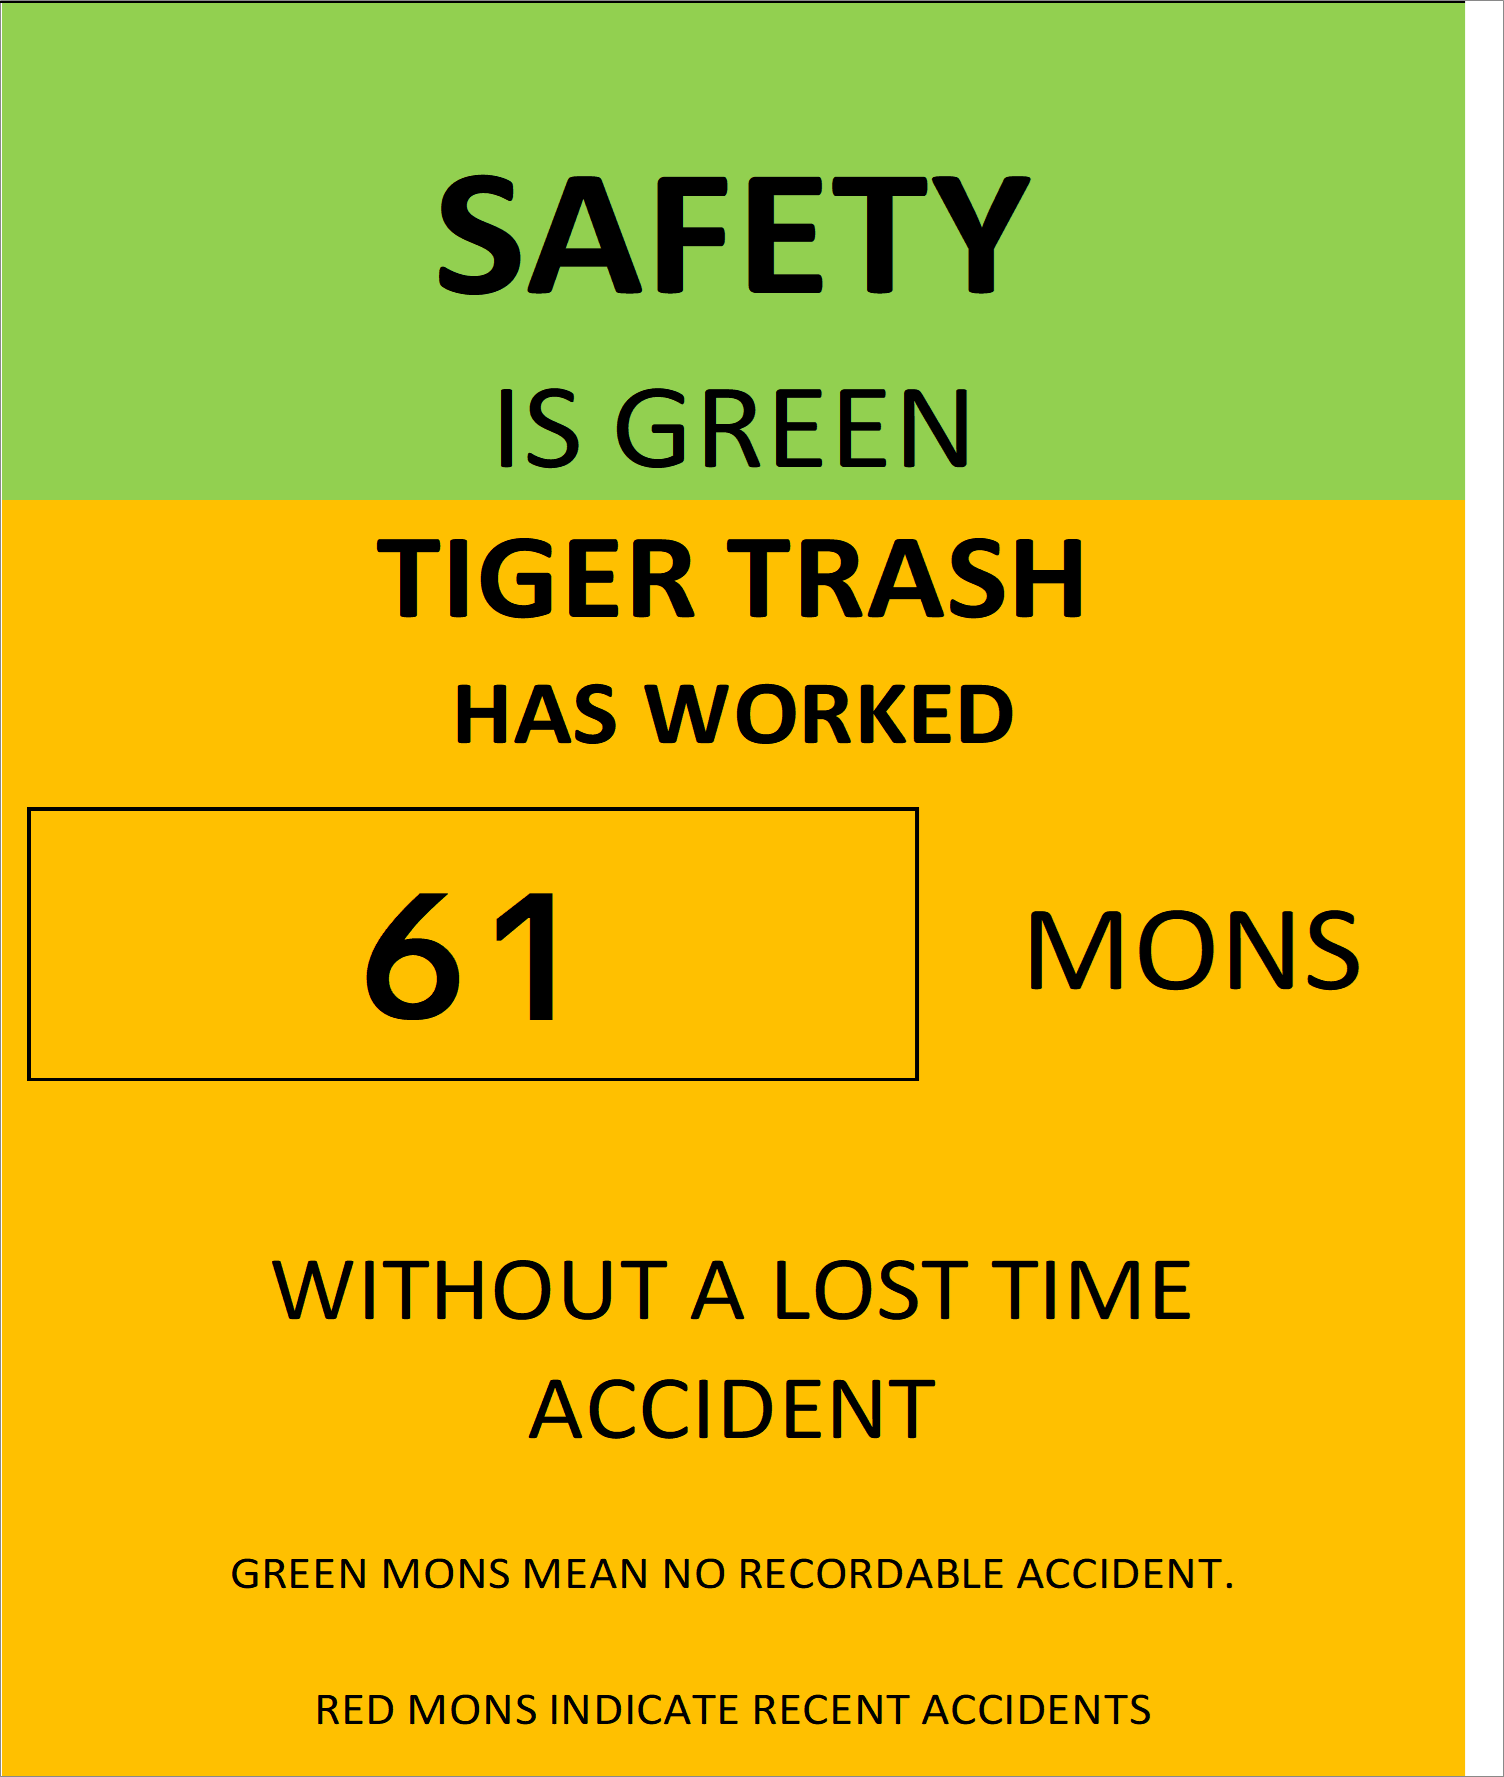 SAFETY
IS GREEN
TIGER TRASH
HAS WORKED
61 MONS
WITHOUT A LOST TIME
ACCIDENT
GREEN MONS MEAN NO RECORDABLE ACCIDENT.
RED MONS INDICATE RECENT ACCIDENTS